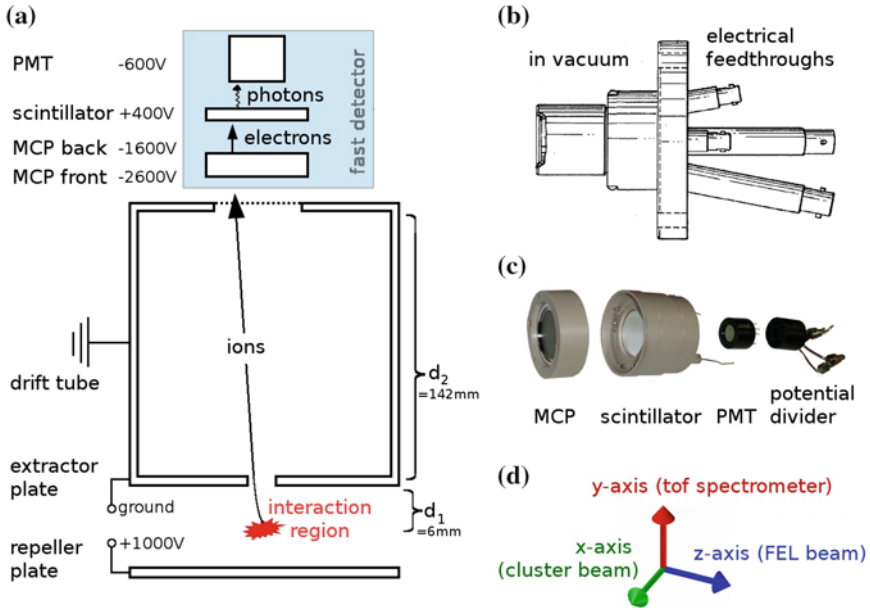 (a)
PMT -600V
photons
scintillator +400V
electrons
MCP back -1600V
MCP front -2600V
fast detector
ions
drift tube
d2
=142mm
extractor
plate
ground
interaction
region
d1
=6mm
repeller
plate
+1000V
(b)
in vacuum
electrical
feedthroughs
(c)
MCP
scintillator
PMT
potential
divider
(d)
y-axis (tof spectrometer)
x-axis
(cluster beam)
z-axis (FEL beam)